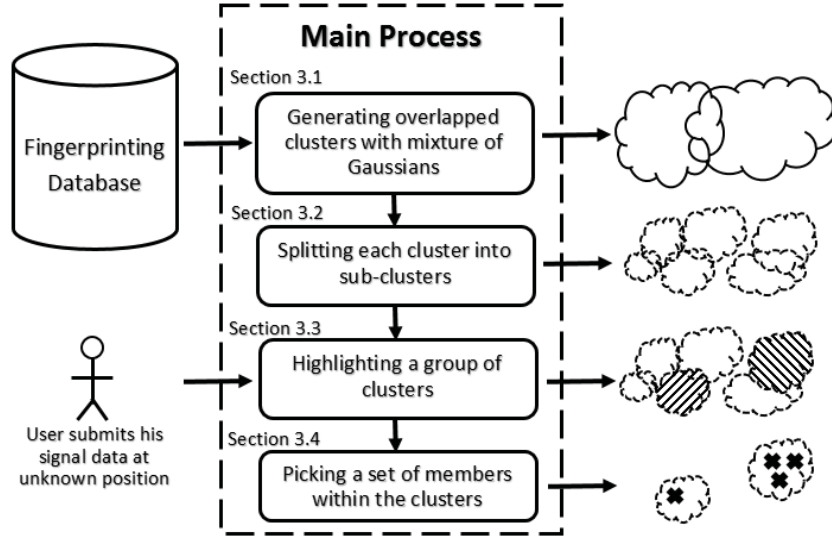 Main Process
Section 3.1
Fingerprinting
Database
Generating overlapped
clusters with mixture of
Gaussians
Section 3.2
Splitting each cluster into
sub-clusters
Section 3.3
Highlighting a group of
clusters
User submits his
signal data at
unknown position
Section 3.4
Picking a set of members
within the clusters